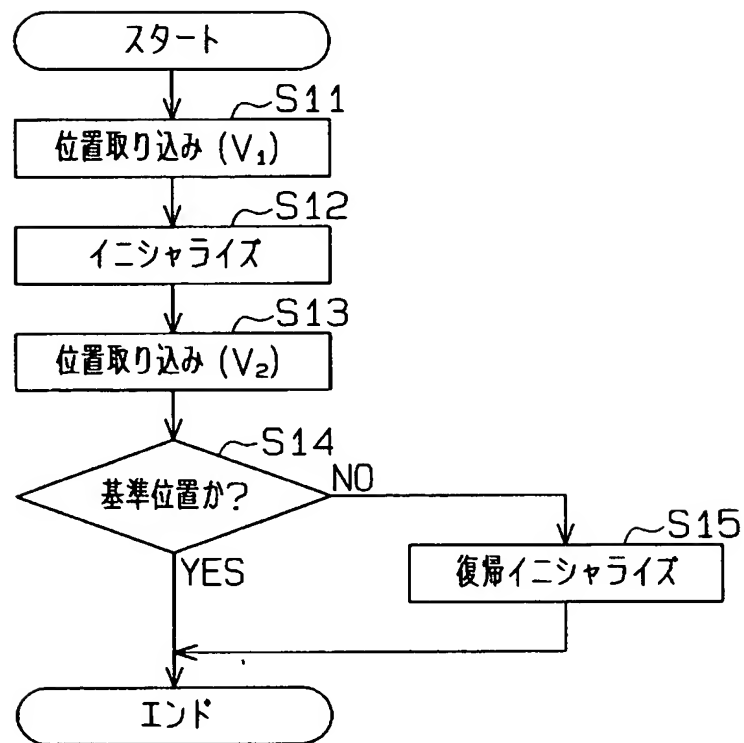 スタート
S11
位置取り込み (V₁)
S12
イニシャライズ
S13
位置取り込み (V₂)
S14
基準位置か?
NO
YES
S15
復帰イニシャライズ
エンド